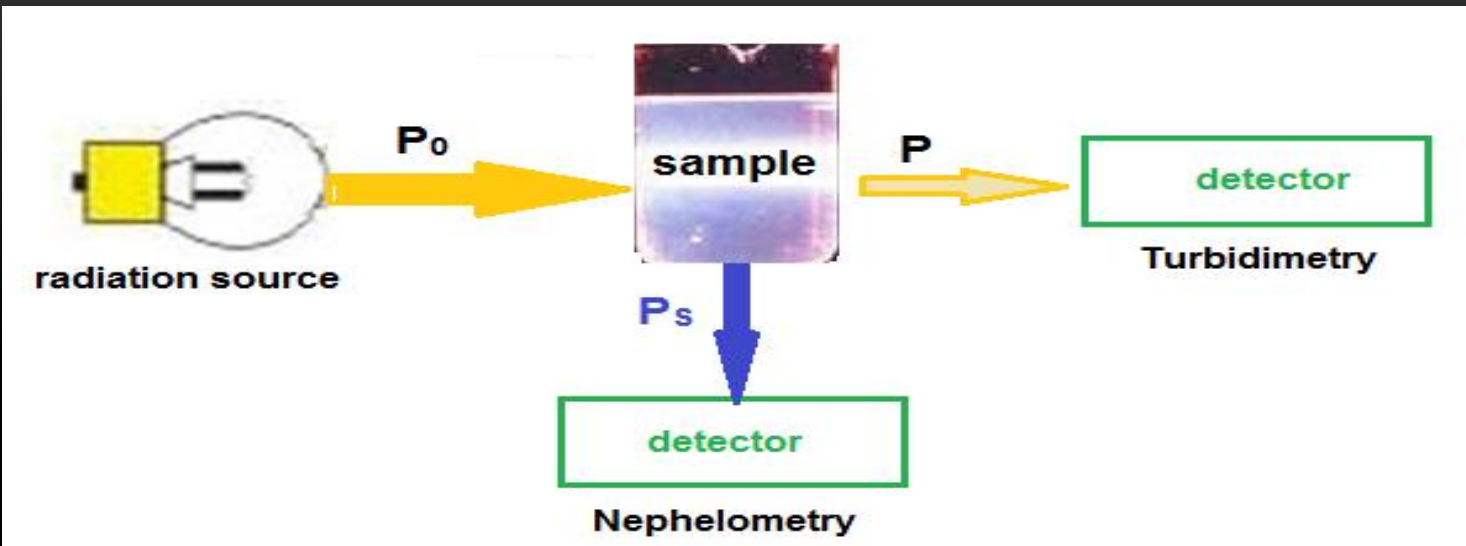 P₀
sample
P
detector
radiation source
Turbidimetry
Pₛ
detector
Nephelometry